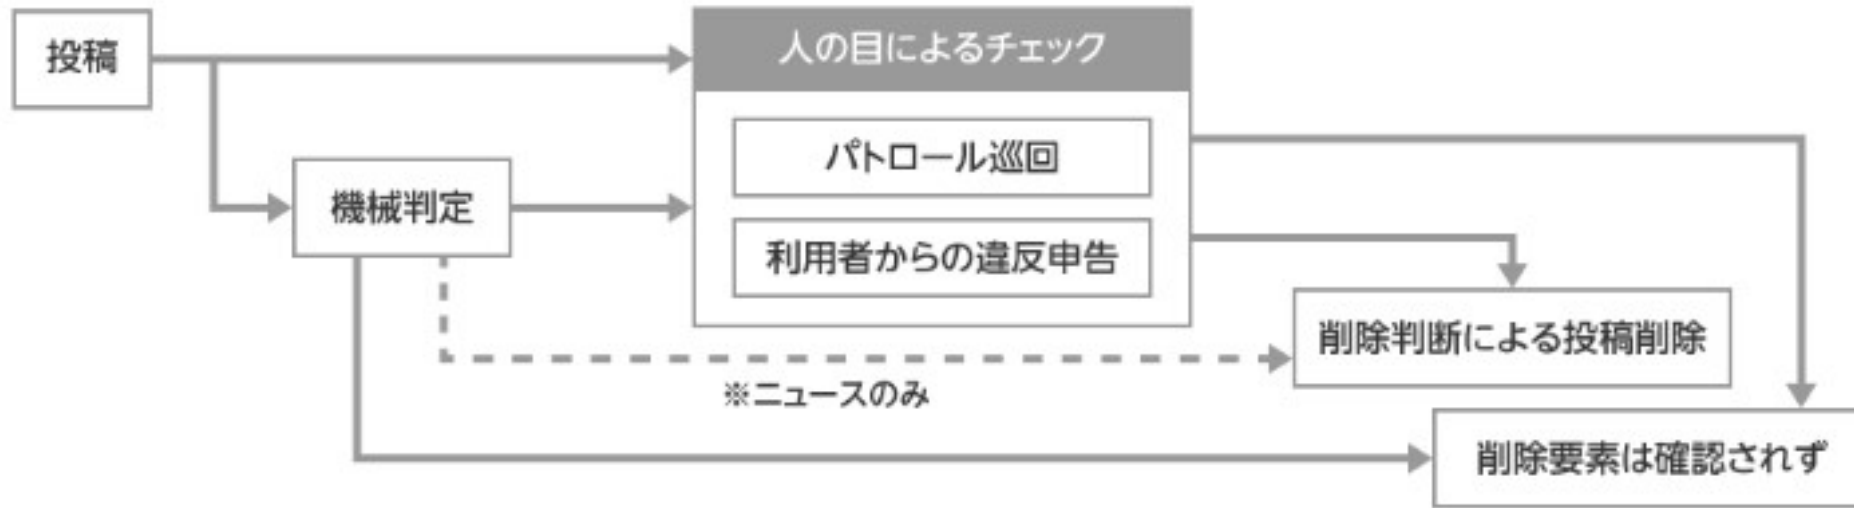 投稿
人の目によるチェック
パトロール巡回
機械判定
利用者からの違反申告
削除判断による投稿削除
※ニュースのみ
削除要素は確認されず